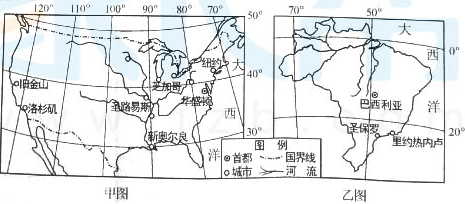 120° 110° 100° 90° 80° 70° 50°
纽约 大
40°
旧金山
芝加哥
华盛顿
圣路易斯
洛杉矶
西
新奥尔良
30°
洋
甲图
图 例
首都 国界线
城市 河 流
70° 50° 大
0°
西
巴西利亚
洋
圣保罗
20°
里约热内卢
乙图